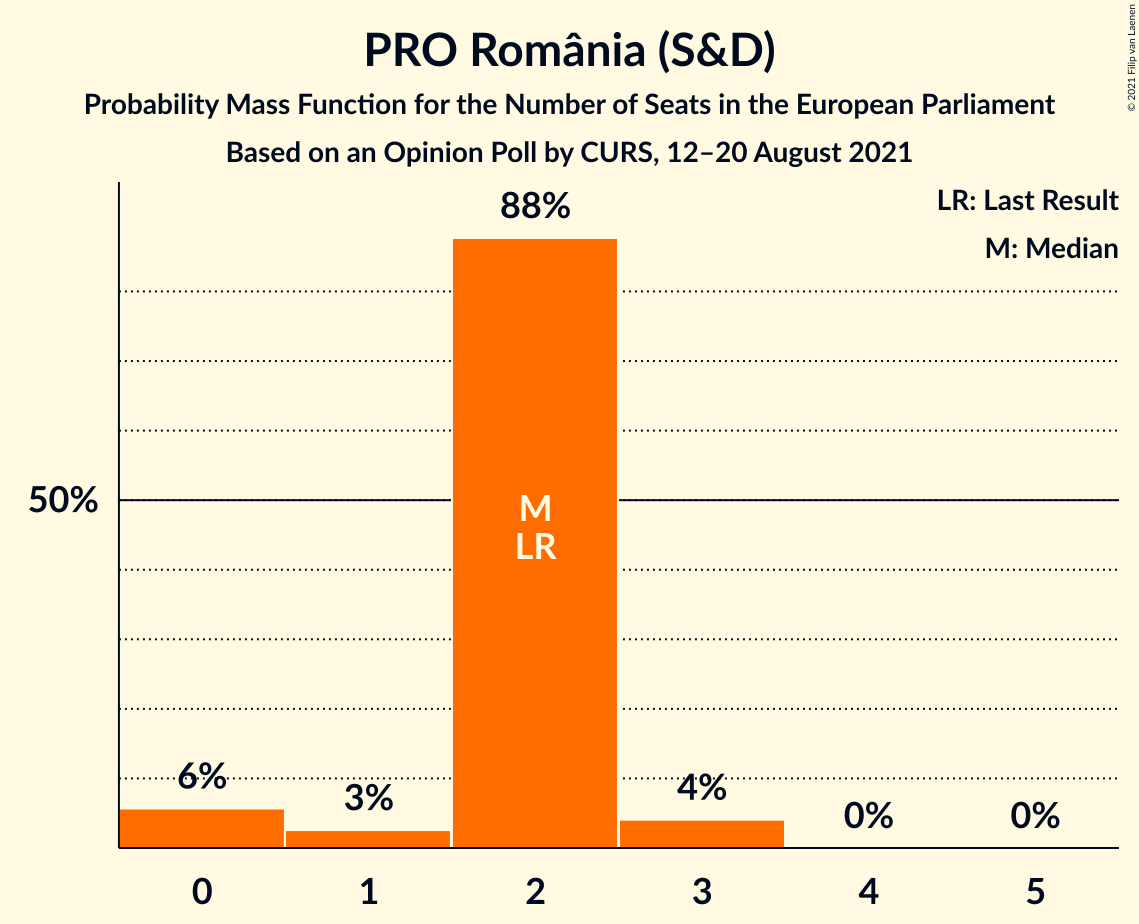 PRO România (S&D)
Probability Mass Function for the Number of Seats in the European Parliament
Based on an Opinion Poll by CURS, 12–20 August 2021
© 2021 Filip van Laenen
LR: Last Result
M: Median
88%
50%
M
LR
6%
3%
4%
0%
0%
0 1 2 3 4 5